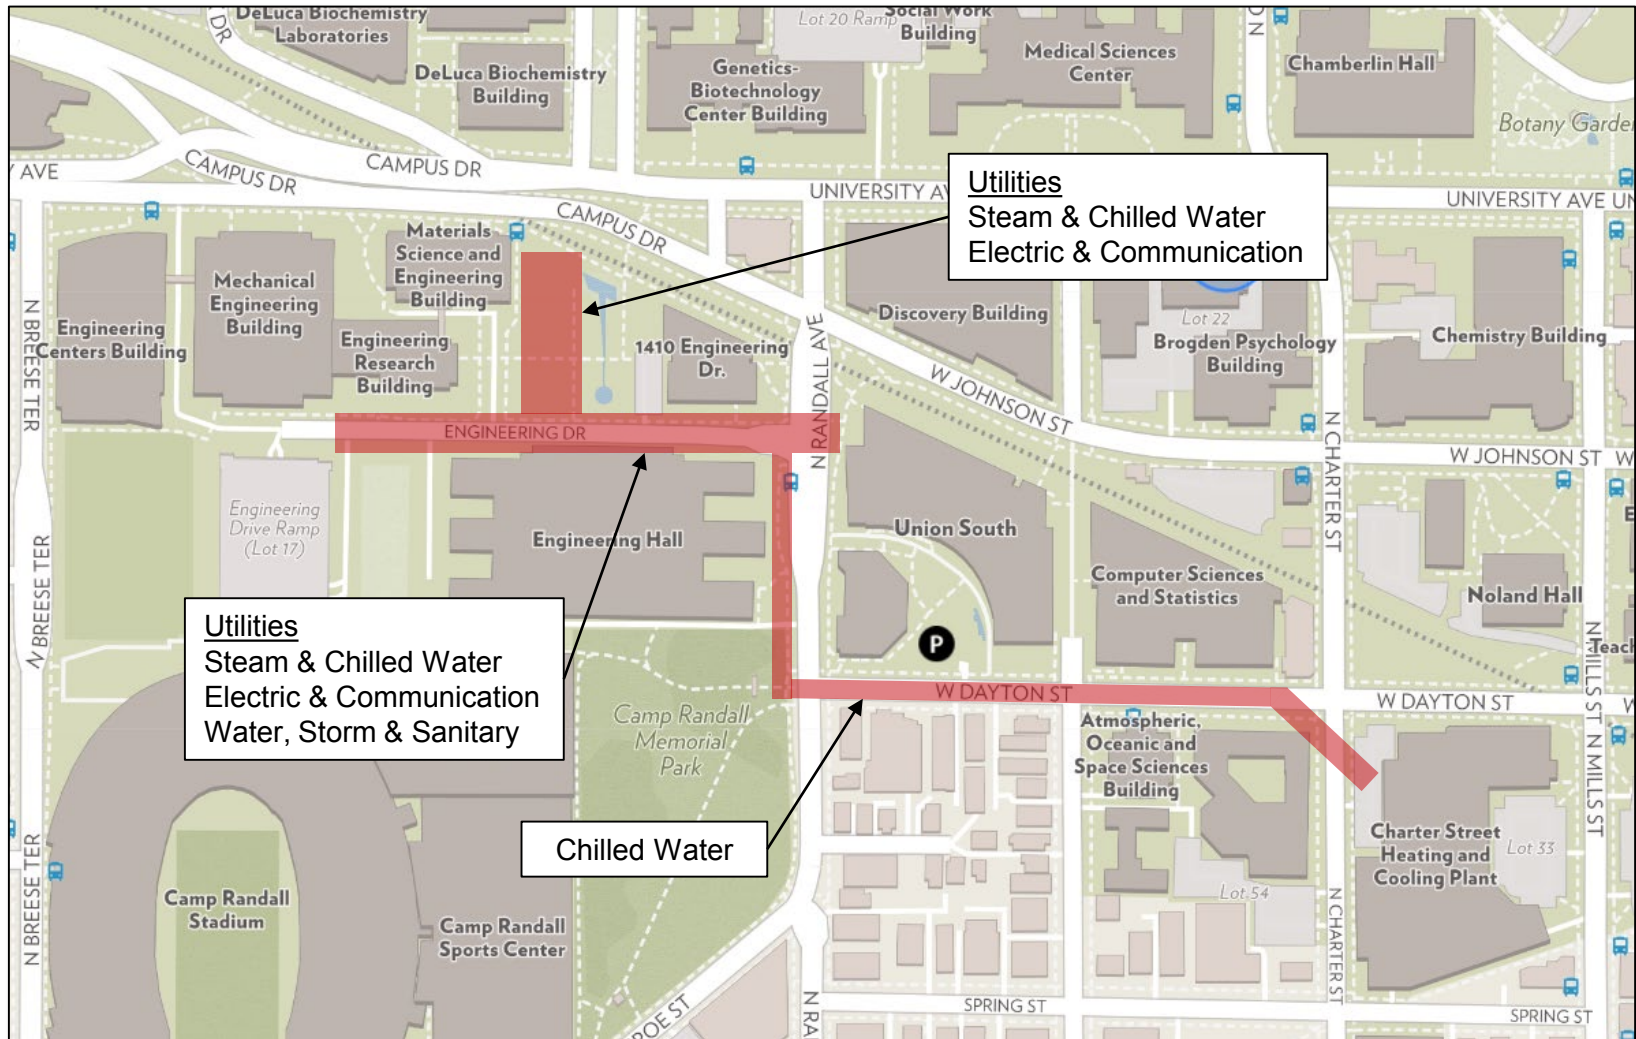 DeLuca Biochemistry
Laboratories
DR
Lot 20 Ramp
Social Work
Building
Medical Sciences
Center
Chamberlin Hall
DeLuca Biochemistry
Building
Genetics-
Biotechnology
Center Building
Botany Garden
AVE
CAMPUS DR
CAMPUS DR
UNIVERSITY AV
UNIVERSITY AVE
UN
CAMPUS DR
Utilities
Steam & Chilled Water
Electric & Communication
Materials
Science and
Engineering
Building
Mechanical
Engineering
Building
Engineering
Centers Building
Engineering
Research
Building
1410 Engineering
Dr.
Discovery Building
Lot 22
Brogden Psychology
Building
Chemistry Building
N BREESE TER
N RANDALL AVE
W JOHNSON ST
N CHARTER ST
W JOHNSON ST
W
ENGINEERING DR
Engineering
Drive Ramp
(Lot 17)
Engineering Hall
Union South
Computer Sciences
and Statistics
Noland Hall
N BREESE TER
P
Teach
N MILLS ST
Utilities
Steam & Chilled Water
Electric & Communication
Water, Storm & Sanitary
W DAYTON ST
W DAYTON ST
W
Camp Randall
Memorial
Park
Atmospheric,
Oceanic and
Space Sciences
Building
N MILLS ST
Chilled Water
Charter Street
Heating and
Cooling Plant
Lot 33
N BREESE TER
Camp Randall
Stadium
Camp Randall
Sports Center
Lot 54
N CHARTER ST
ROE ST
N RA
SPRING ST
SPRING ST